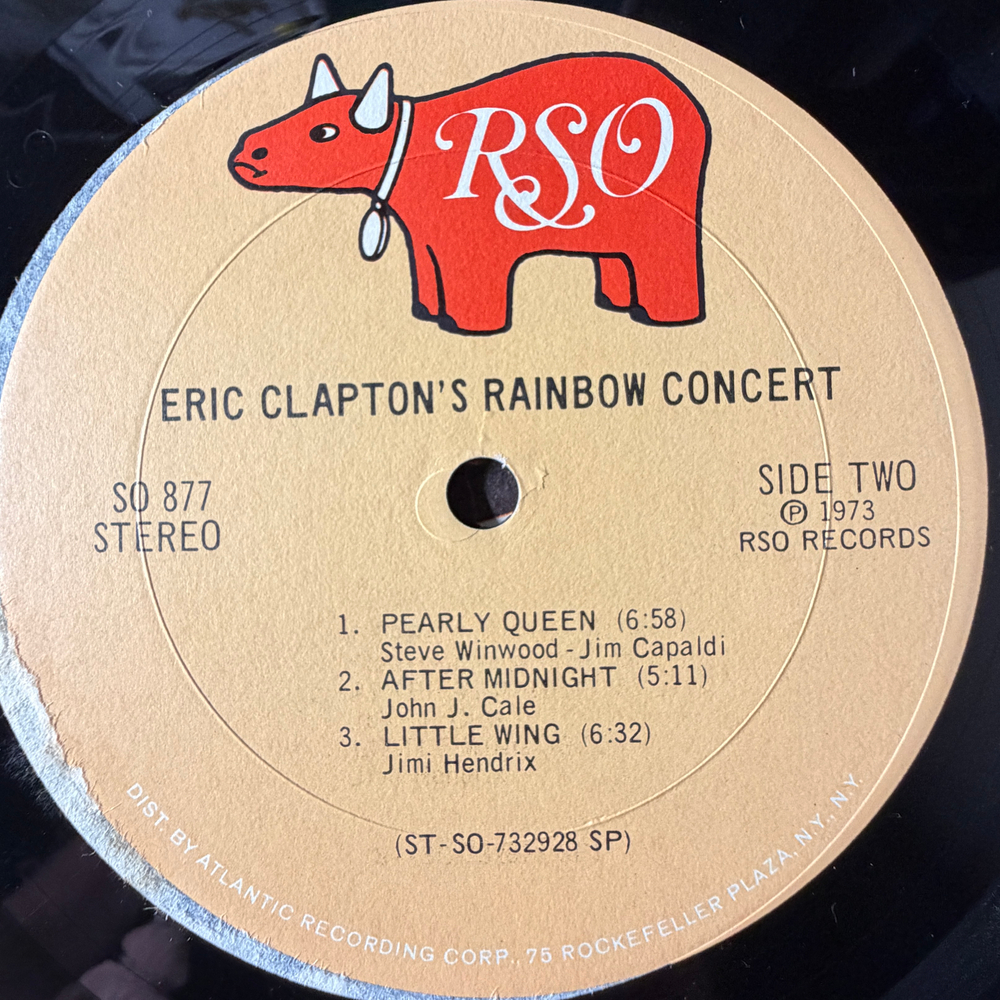 RSO
ERIC CLAPTON'S RAINBOW CONCERT
SO 877
STEREO
SIDE TWO
℗ 1973
RSO RECORDS
1. PEARLY QUEEN (6:58)
Steve Winwood - Jim Capaldi
2. AFTER MIDNIGHT (5:11)
John J. Cale
3. LITTLE WING (6:32)
Jimi Hendrix
(ST-SO-732928 SP)
DIST. BY ATLANTIC RECORDING CORP., 75 ROCKEFELLER PLAZA, N.Y., N.Y.